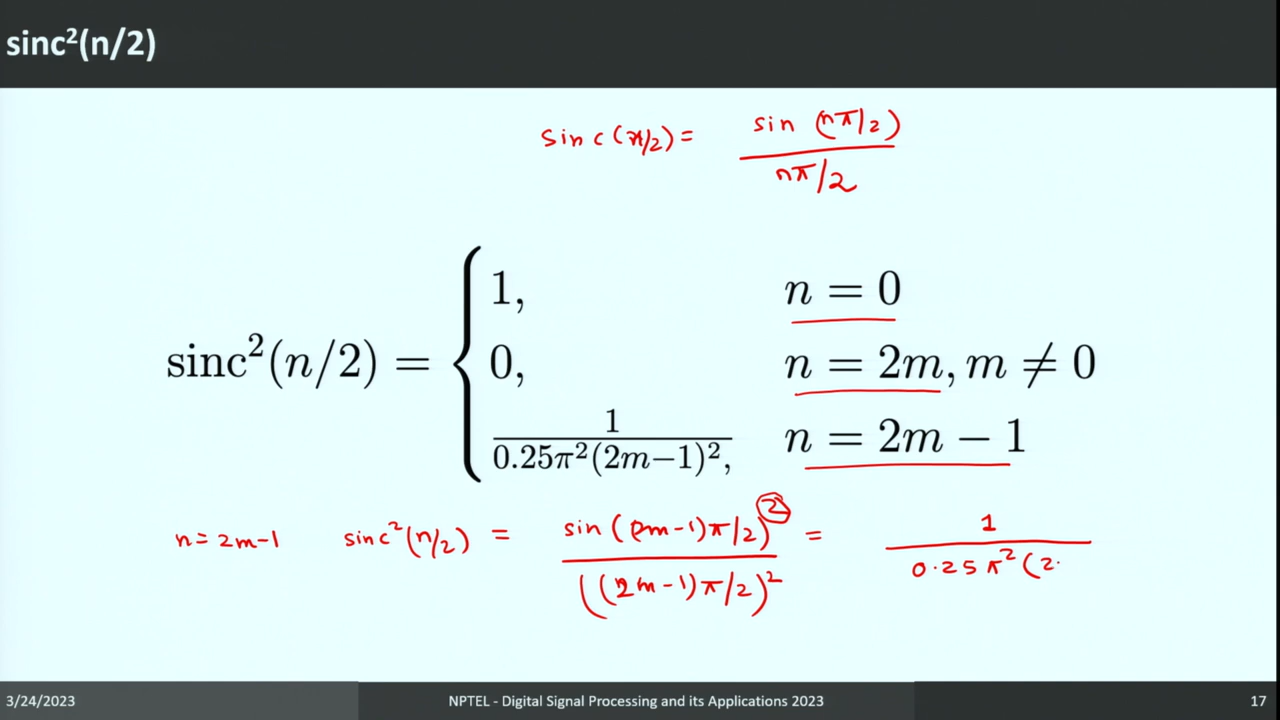 sinc²(n/2)
sinc(n/2) = sin (nπ/2) / nπ/2
sinc²(n/2) = { 1, n = 0
0, n = 2m, m ≠ 0
1 / 0.25π²(2m−1)², n = 2m − 1
n = 2m-1 sinc²(n/2) = sin((2m-1)π/2)² / ((2m-1)π/2)² = 1 / 0.25π²(2.
3/24/2023 NPTEL - Digital Signal Processing and its Applications 2023 17